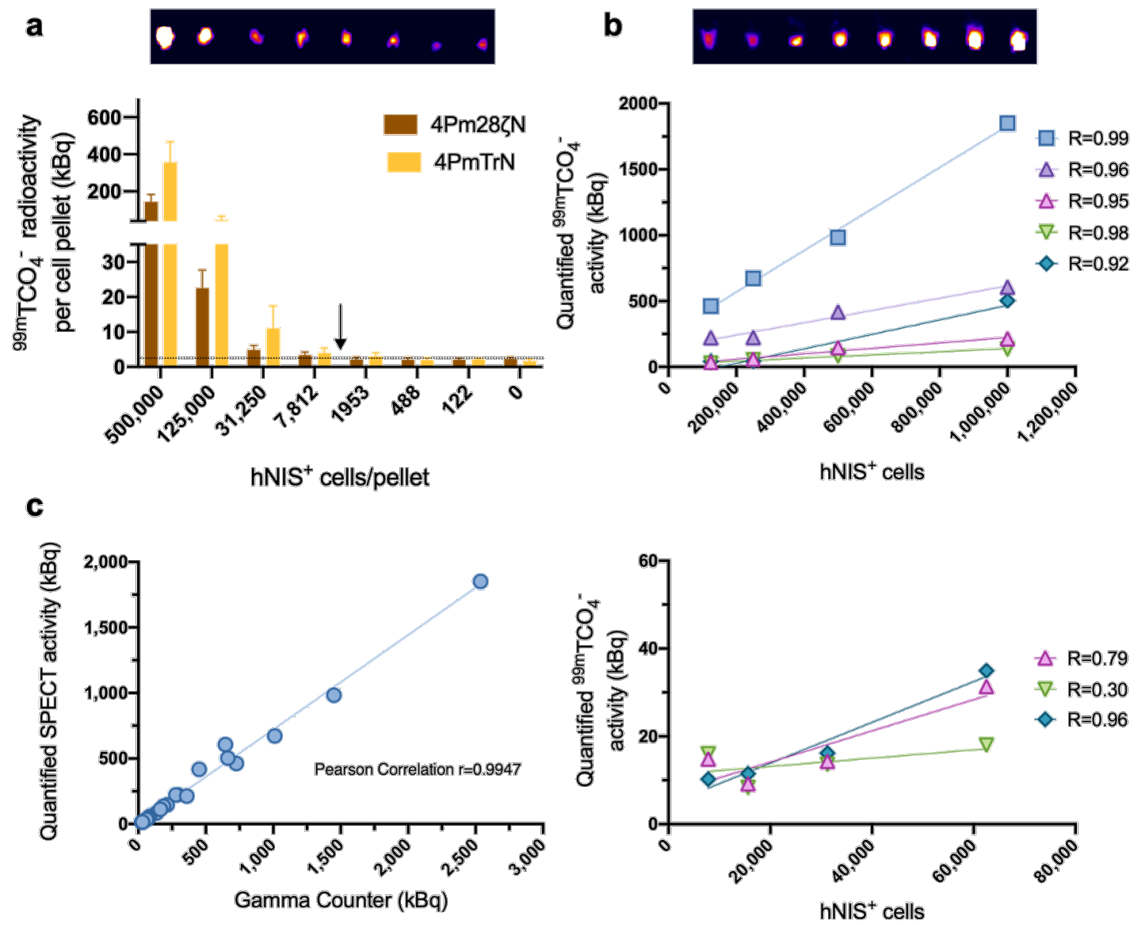 a
99mTCO4- radioactivity
per cell pellet (kBq)
600
400
200
30
20
10
0
4Pm28ζN
4PmTrN
500,000
125,000
31,250
7,812
1953
488
122
0
hNIS+ cells/pellet
b
Quantified 99mTCO4-
activity (kBq)
2000
1500
1000
500
0
R=0.99
R=0.96
R=0.95
R=0.98
R=0.92
0
200,000
400,000
600,000
800,000
1,000,000
1,200,000
hNIS+ cells
c
Quantified SPECT activity (kBq)
2,000
1,500
1,000
500
0
Pearson Correlation r=0.9947
0
500
1,000
1,500
2,000
2,500
3,000
Gamma Counter (kBq)
Quantified 99mTCO4-
activity (kBq)
60
40
20
0
R=0.79
R=0.30
R=0.96
0
20,000
40,000
60,000
80,000
hNIS+ cells